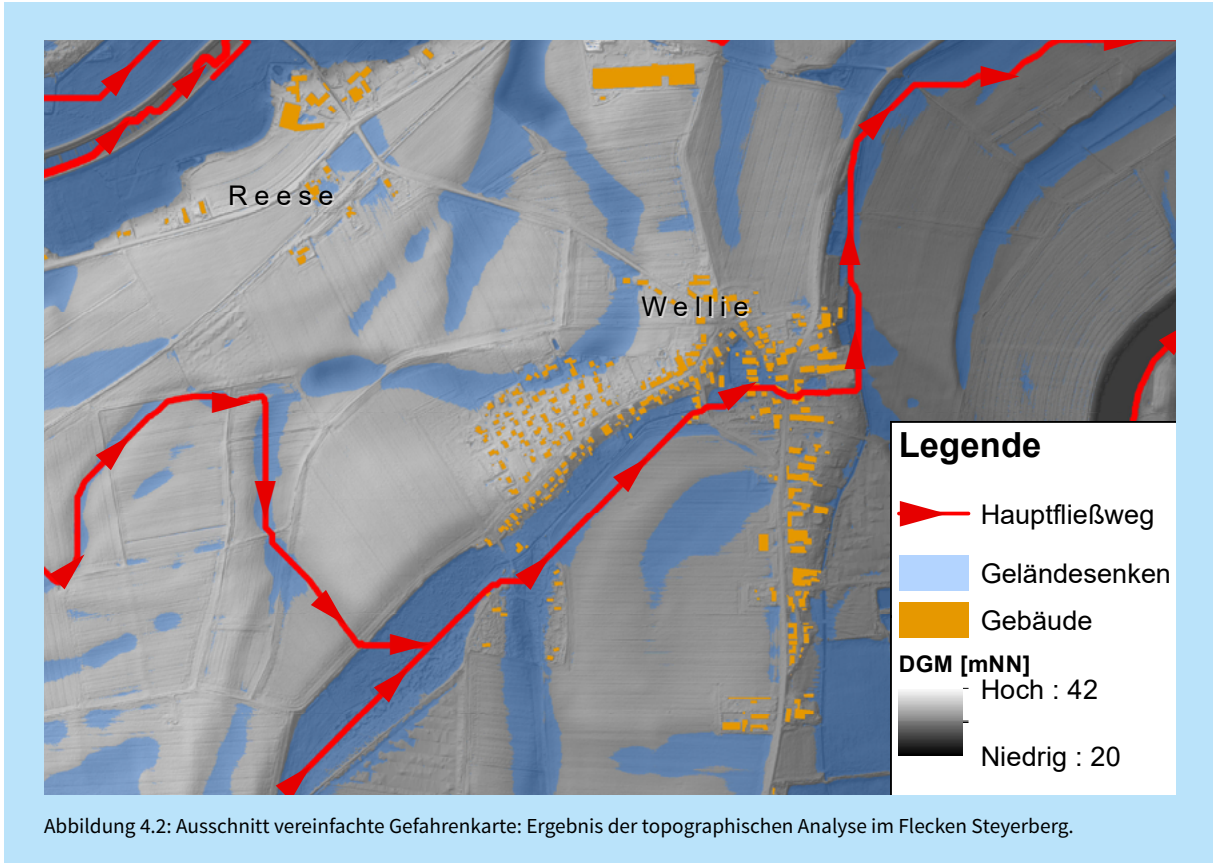 Reese
Wellie
Legende
Hauptfließweg
Geländesenken
Gebäude
DGM [mNN]
Hoch : 42
Niedrig : 20
Abbildung 4.2: Ausschnitt vereinfachte Gefahrenkarte: Ergebnis der topographischen Analyse im Flecken Steyerberg.